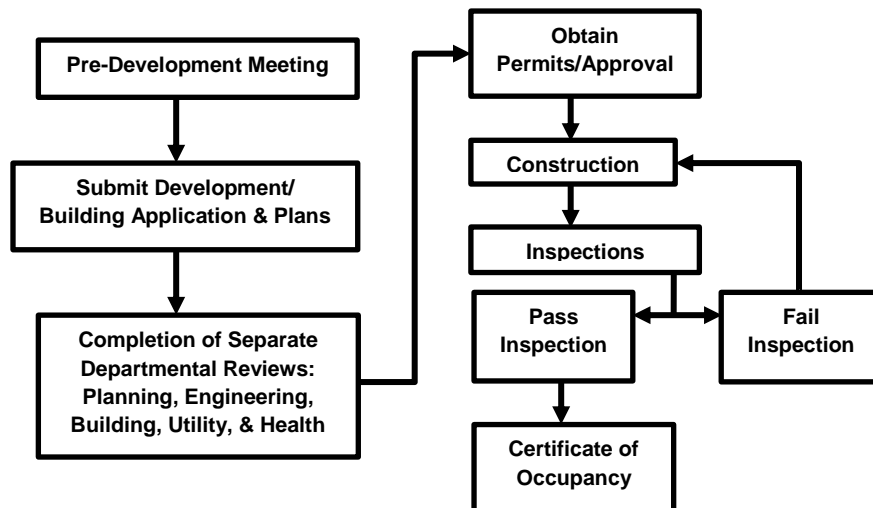 Pre-Development Meeting
Submit Development/
Building Application & Plans
Completion of Separate
Departmental Reviews:
Planning, Engineering,
Building, Utility, & Health
Obtain
Permits/Approval
Construction
Inspections
Pass
Inspection
Fail
Inspection
Certificate of
Occupancy